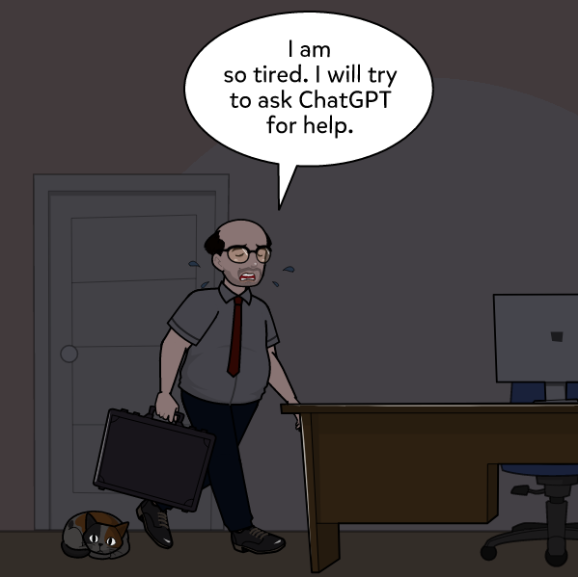 I am
so tired. I will try
to ask ChatGPT
for help.